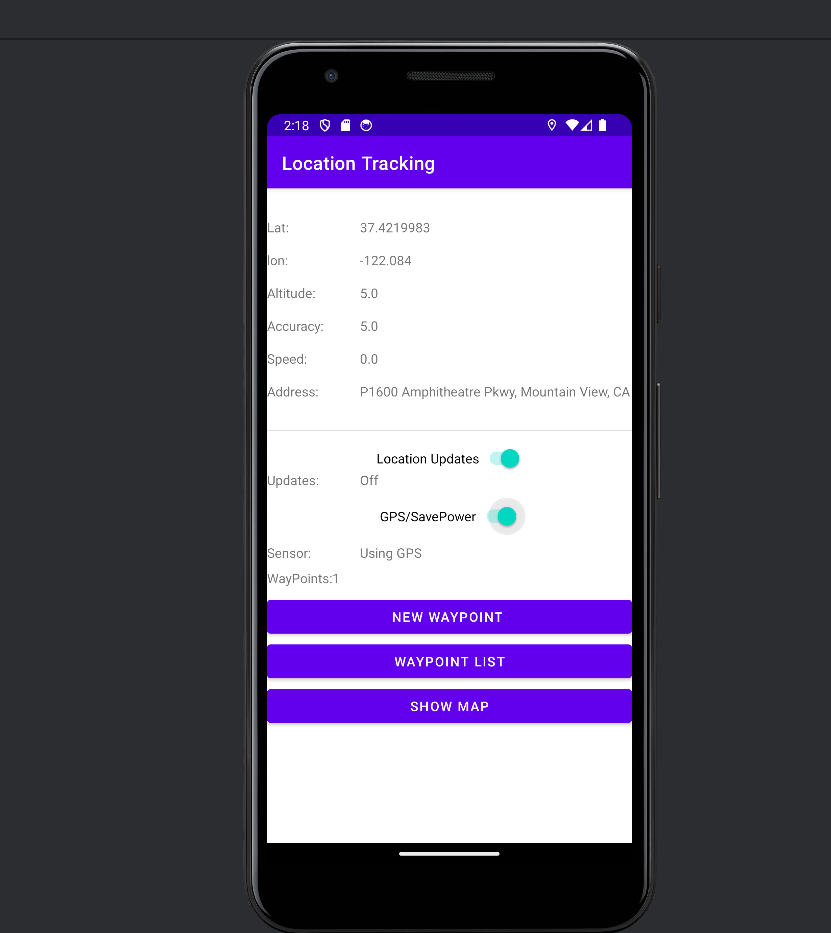 2:18
Location Tracking
Lat: 37.4219983
lon: -122.084
Altitude: 5.0
Accuracy: 5.0
Speed: 0.0
Address: P1600 Amphitheatre Pkwy, Mountain View, CA
Location Updates
Updates: Off
GPS/SavePower
Sensor: Using GPS
WayPoints:1
NEW WAYPOINT
WAYPOINT LIST
SHOW MAP